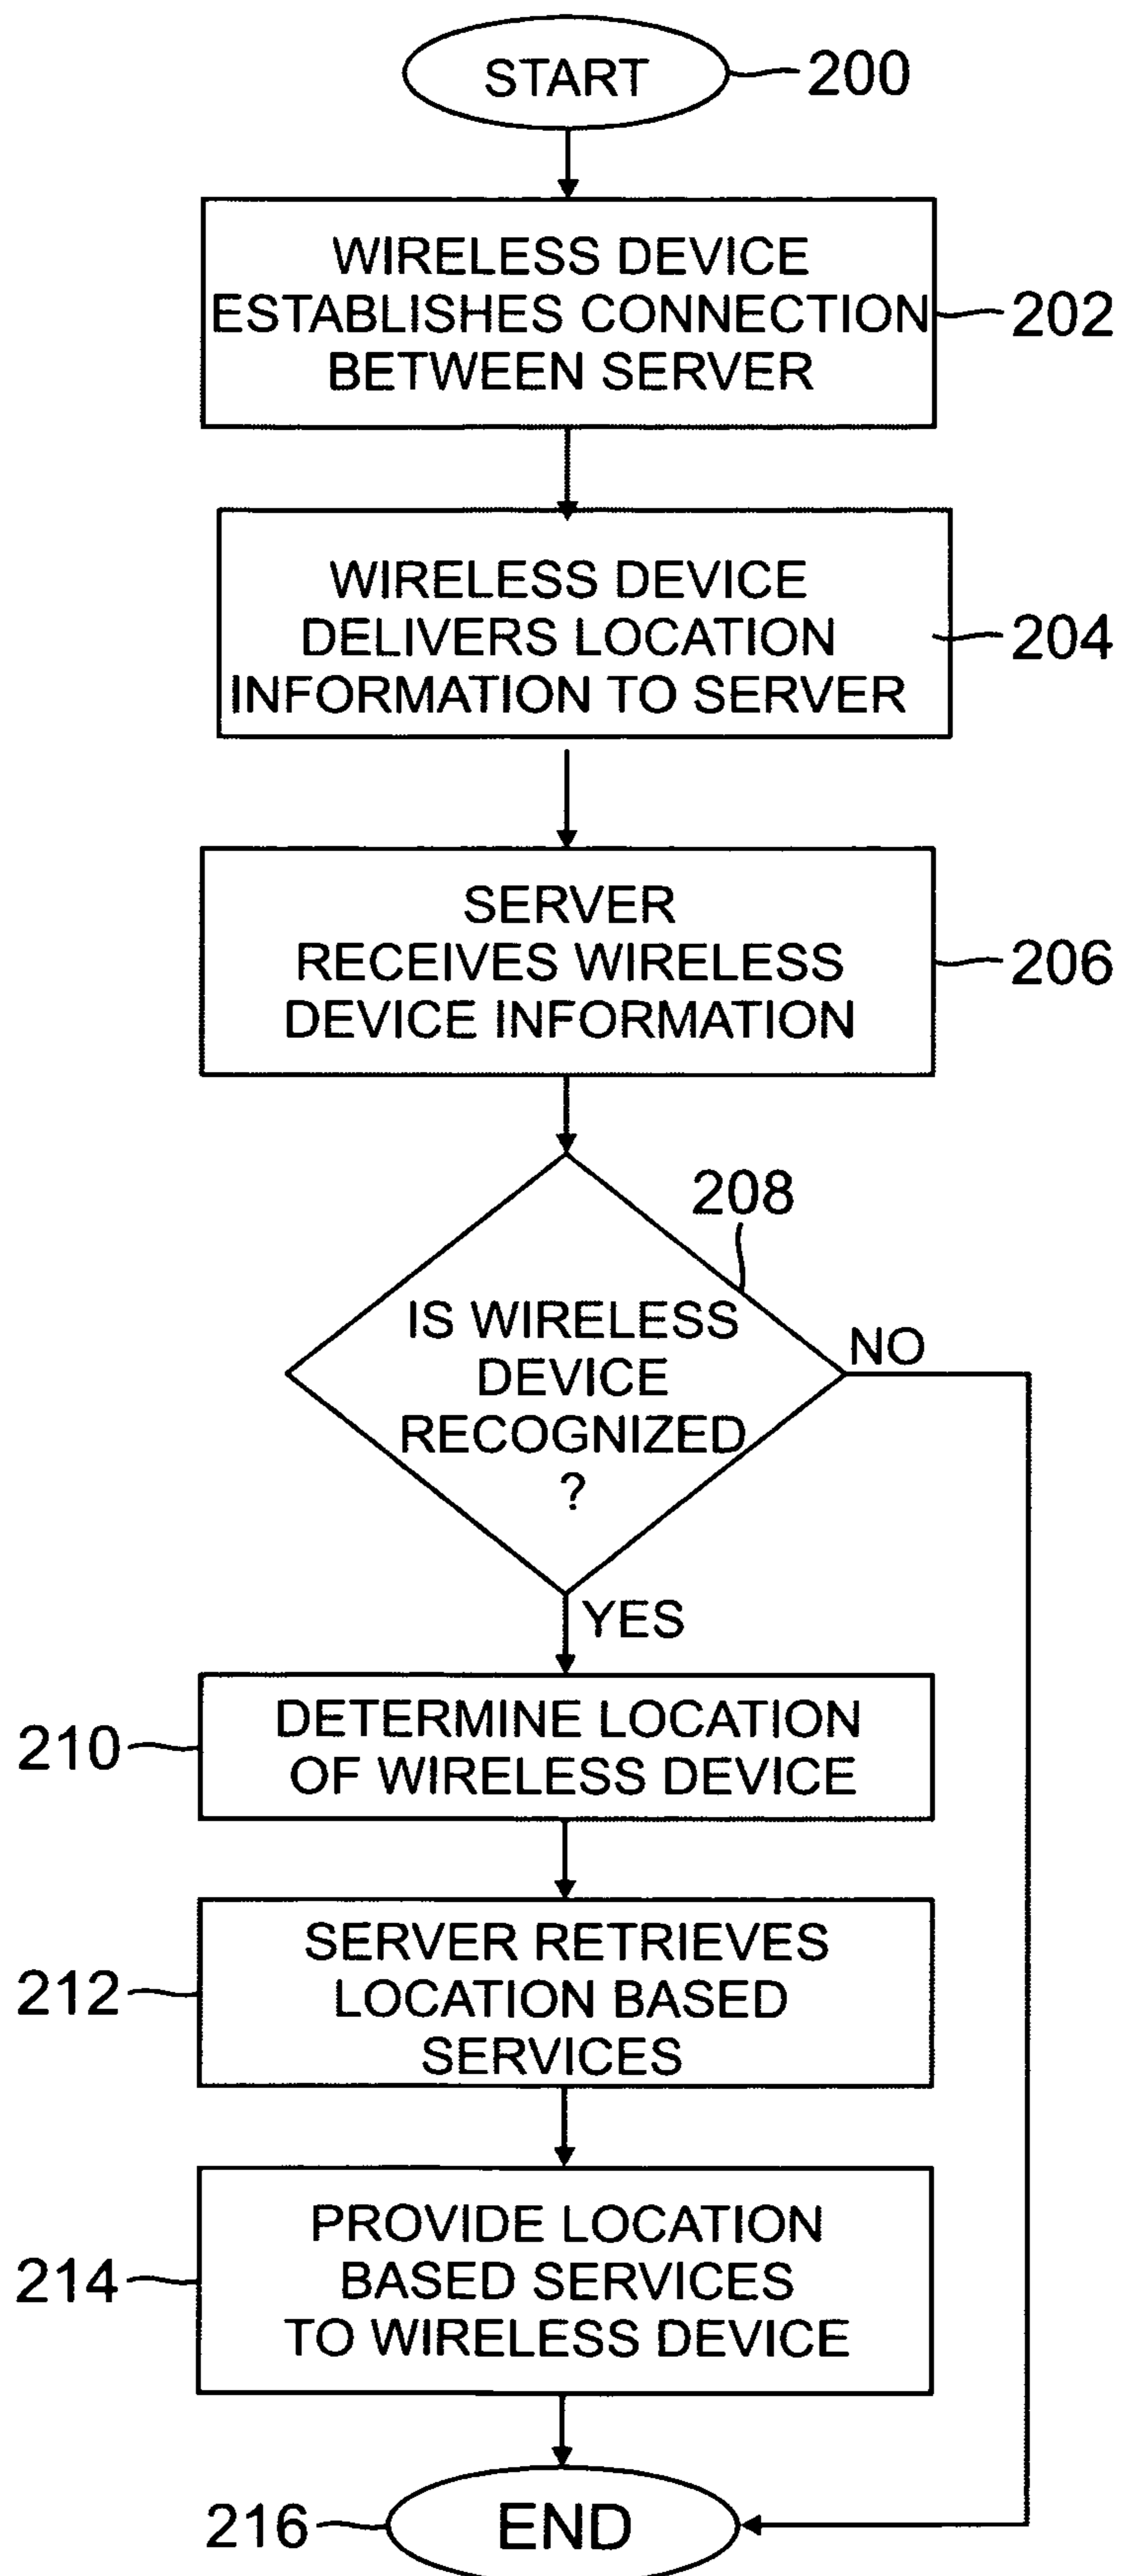 START
200
WIRELESS DEVICE
ESTABLISHES CONNECTION
BETWEEN SERVER
202
WIRELESS DEVICE
DELIVERS LOCATION
INFORMATION TO SERVER
204
SERVER
RECEIVES WIRELESS
DEVICE INFORMATION
206
208
IS WIRELESS
DEVICE
RECOGNIZED
?
NO
YES
210
DETERMINE LOCATION
OF WIRELESS DEVICE
212
SERVER RETRIEVES
LOCATION BASED
SERVICES
214
PROVIDE LOCATION
BASED SERVICES
TO WIRELESS DEVICE
216
END